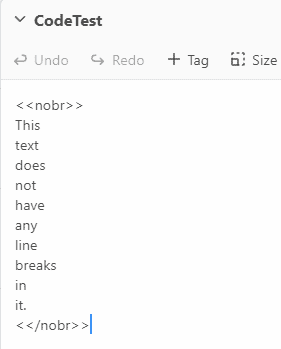 CodeTest
Undo Redo + Tag Size
<<nobr>>
This
text
does
not
have
any
line
breaks
in
it.
<</nobr>>